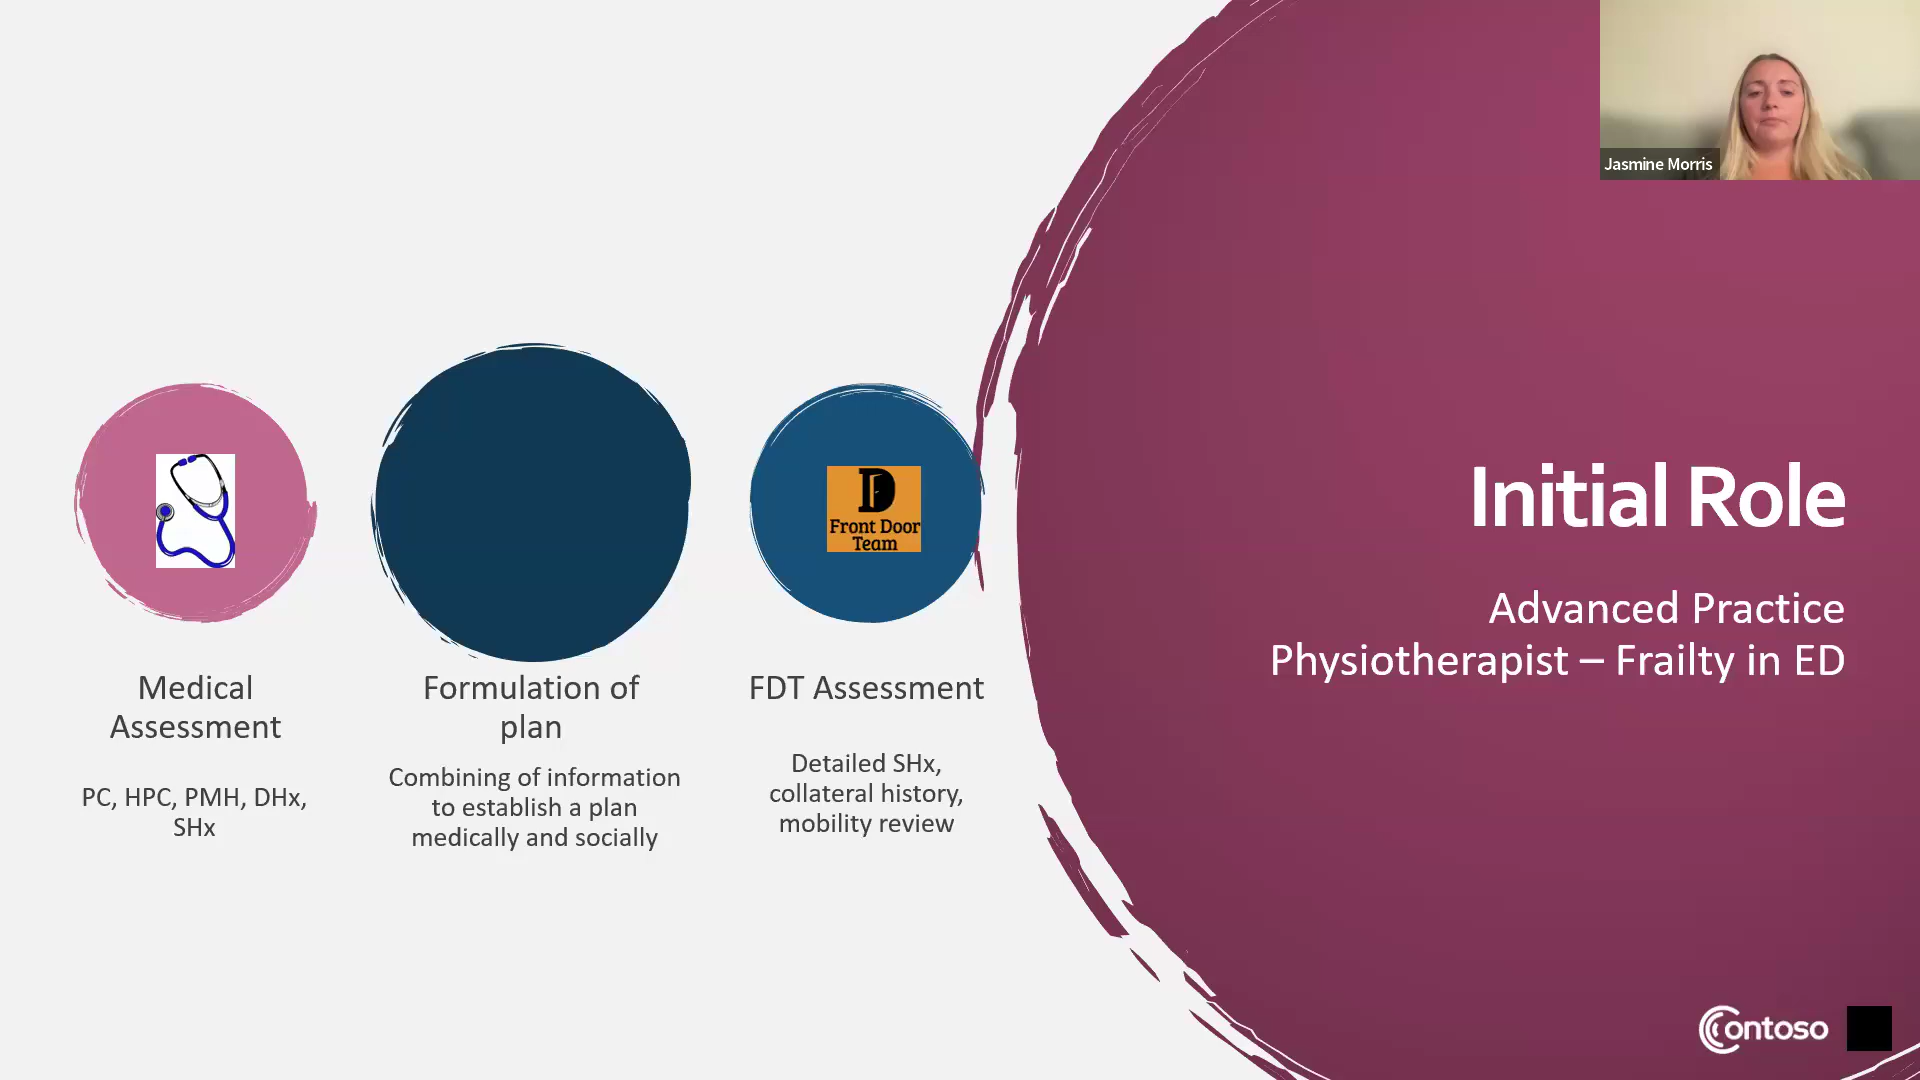 Jasmine Morris
Front Door
Team
Medical
Assessment
PC, HPC, PMH, DHx,
SHx
Formulation of
plan
Combining of information
to establish a plan
medically and socially
FDT Assessment
Detailed SHx,
collateral history,
mobility review
Initial Role
Advanced Practice
Physiotherapist – Frailty in ED
Contoso